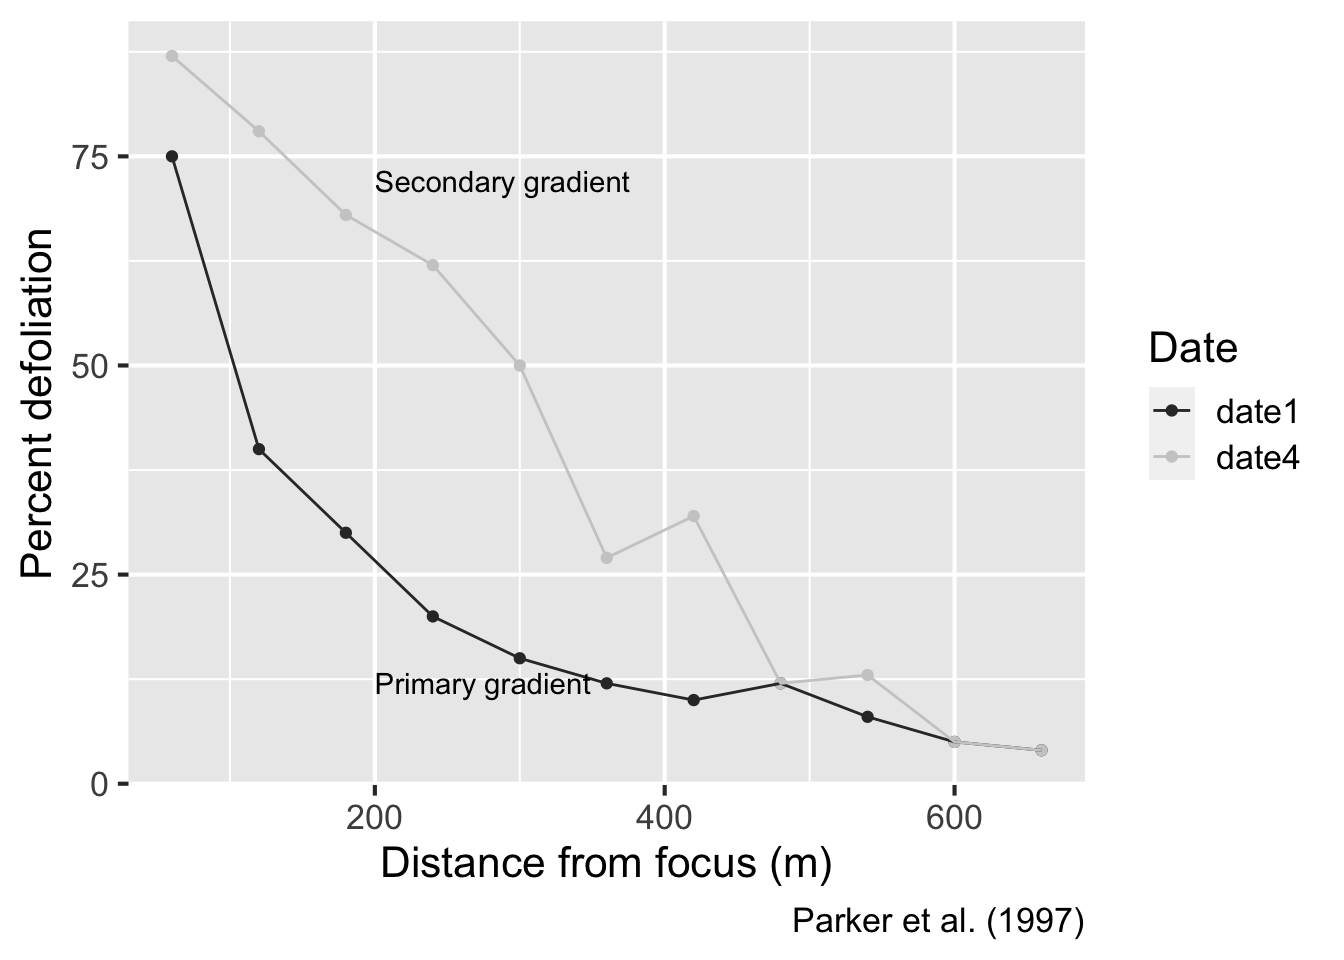 Percent defoliation
75
50
25
0
Secondary gradient
Primary gradient
200
400
600
Distance from focus (m)
Date
date1
date4
Parker et al. (1997)